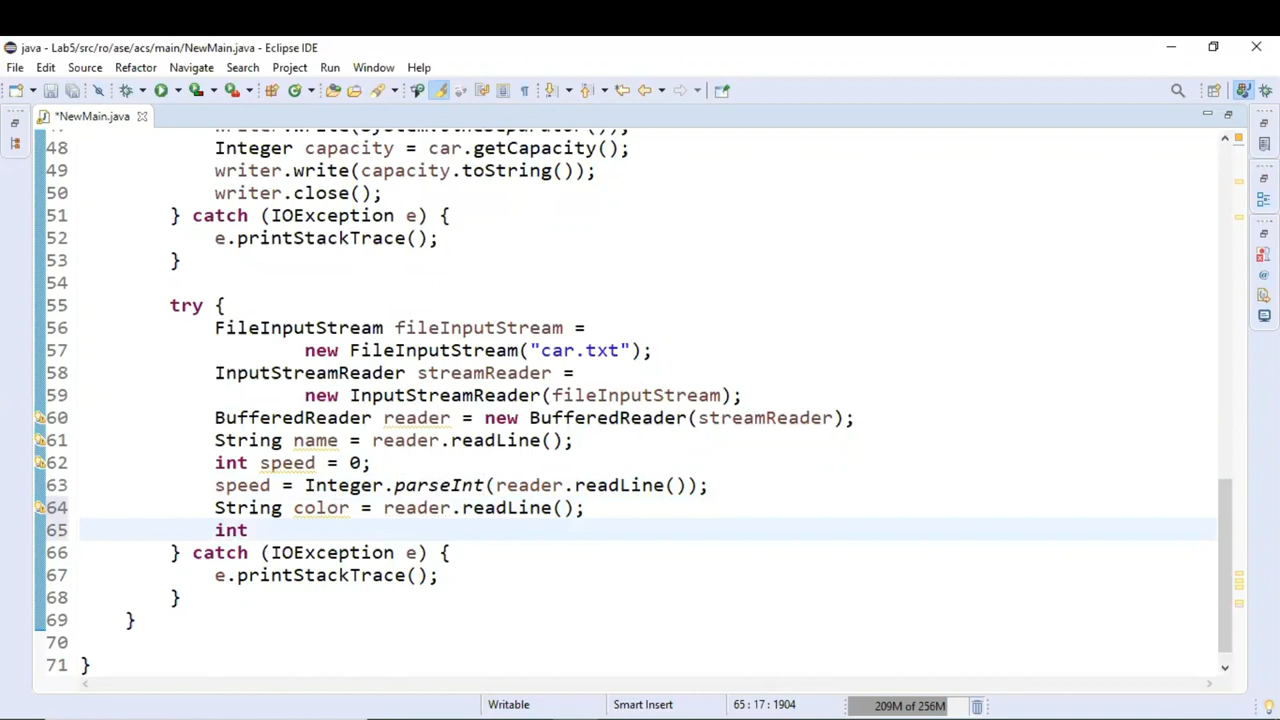 java - Lab5/src/ro/ase/acs/main/NewMain.java - Eclipse IDE
File Edit Source Refactor Navigate Search Project Run Window Help
*NewMain.java
48 Integer capacity = car.getCapacity();
49 writer.write(capacity.toString());
50 writer.close();
51 } catch (IOException e) {
52 e.printStackTrace();
53 }
54
55 try {
56 FileInputStream fileInputStream =
57 new FileInputStream("car.txt");
58 InputStreamReader streamReader =
59 new InputStreamReader(fileInputStream);
60 BufferedReader reader = new BufferedReader(streamReader);
61 String name = reader.readLine();
62 int speed = 0;
63 speed = Integer.parseInt(reader.readLine());
64 String color = reader.readLine();
65 int
66 } catch (IOException e) {
67 e.printStackTrace();
68 }
69 }
70
71 }
Writable Smart Insert 65 : 17 : 1904 209M of 256M